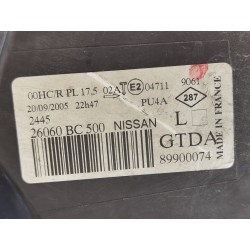 00HC/R PL 17,5 02A E2 04711 9061
20/09/2005 22h47 PU4A 287
2445
26060 BC 500 NISSAN L
GTDA
89900074
MADE IN FRANCE